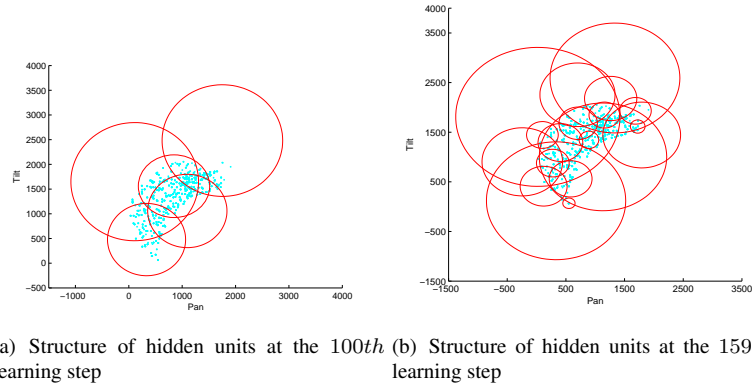 4000
3500
3000
2500
2000
1500
1000
500
0
−500
Tilt
−1000 0 1000 2000 3000 4000
Pan
4000
3500
2500
1500
500
−500
−1500
Tilt
−1500 −500 500 1500 2500 3500
Pan
a) Structure of hidden units at the 100th
earning step
(b) Structure of hidden units at the 159
learning step